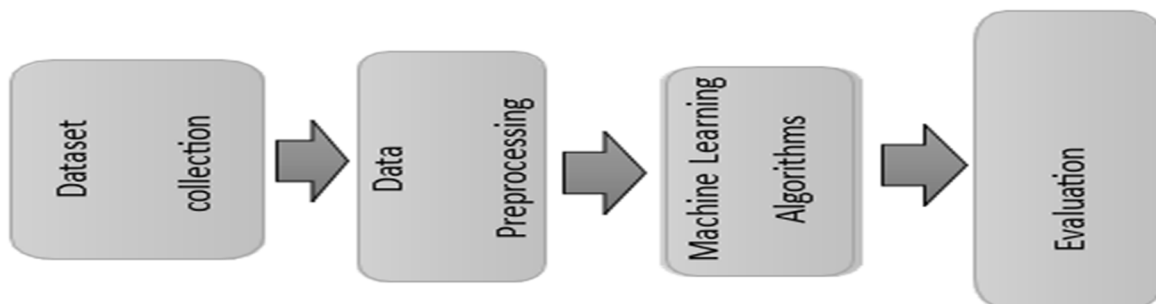 Dataset
collection
Data
Preprocessing
Machine Learning
Algorithms
Evaluation